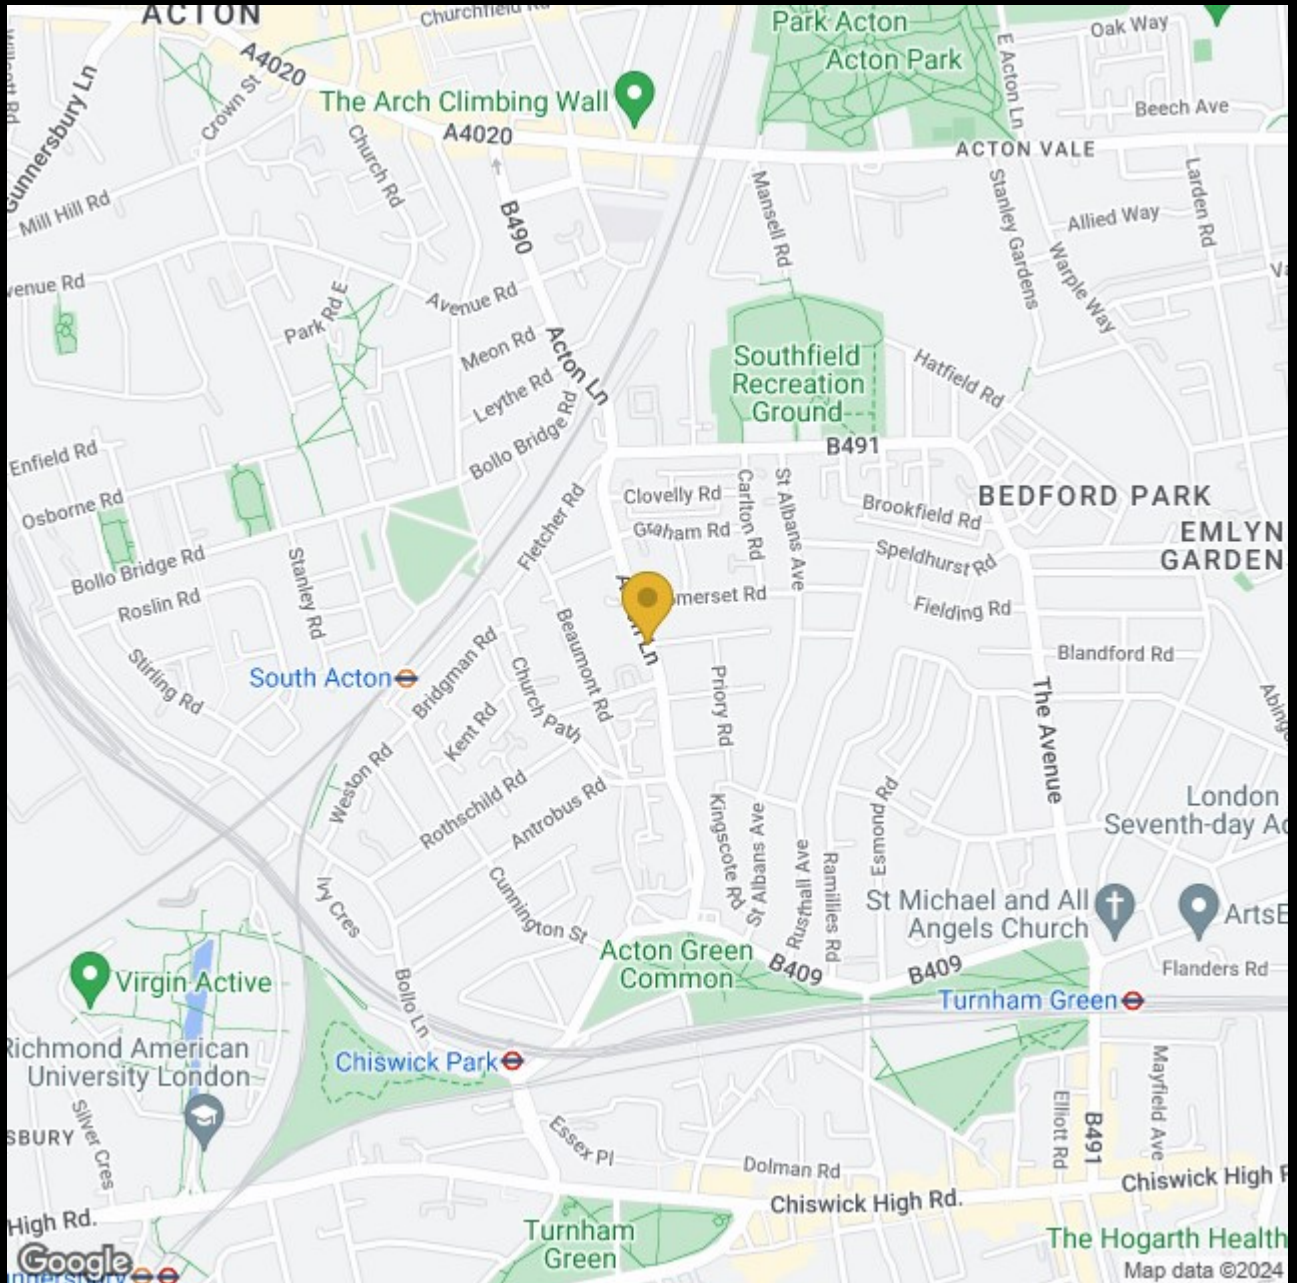 ACTON
Churchfield Rd
Park Acton
Acton Park
Oak Way
E Acton Ln
Beech Ave
A4020
Crown St
Gunnersbury Ln
The Arch Climbing Wall
A4020
Church Rd
ACTON VALE
Mansell Rd
Stanley Gardens
Larden Rd
Mill Hill Rd
B490
Allied Way
Warple Way
venue Rd
Avenue Rd
Park Rd E
Meon Rd
Acton Ln
Southfield
Recreation
Ground
Hatfield Rd
Leythe Rd
Bollo Bridge Rd
B491
Enfield Rd
Osborne Rd
Clovelly Rd
Carlton Rd
St Albans Ave
BEDFORD PARK
Brookfield Rd
EMLYN
GARDEN
Graham Rd
Fletcher Rd
Speldhurst Rd
Bollo Bridge Rd
Roslin Rd
Stanley Rd
merset Rd
Fielding Rd
Ln
Beaumont Rd
Blandford Rd
South Acton
Bridgman Rd
Stirling Rd
Church Path
Kent Rd
Priory Rd
The Avenue
Abing
Weston Rd
Rothschild Rd
Antrobus Rd
Kingscote Rd
St Albans Ave
Esmond Rd
London
Seventh-day Ad
Rusthall Ave
Ramillies Rd
Ivy Cres
Cunnington St
St Michael and All
Angels Church
ArtsE
Acton Green
Common
B409
B409
Flanders Rd
Virgin Active
Bollo Ln
Turnham Green
Richmond American
University London
Chiswick Park
Mayfield Ave
Elliott Rd
B491
SBURY
Silver Cres
Essex Pl
Dolman Rd
Chiswick High Rd.
Chiswick High R
High Rd.
Turnham
Green
The Hogarth Health
Google
Map data ©2024